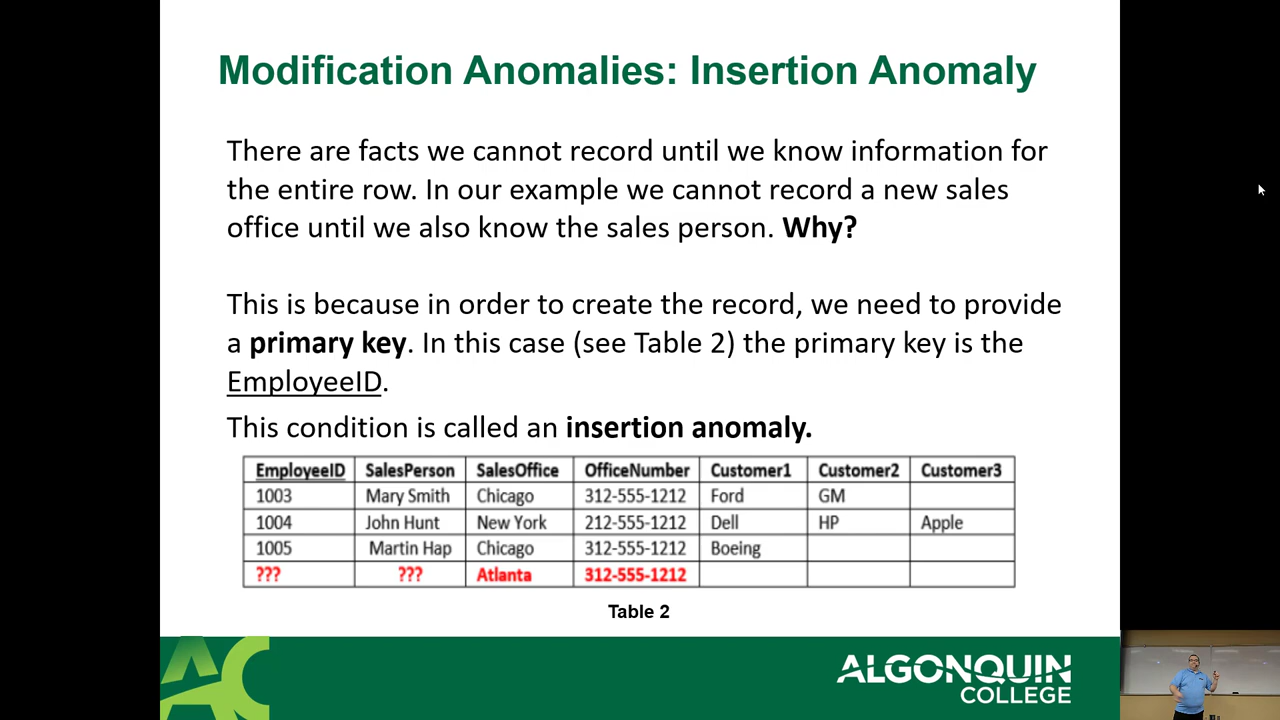 Modification Anomalies: Insertion Anomaly
There are facts we cannot record until we know information for
the entire row. In our example we cannot record a new sales
office until we also know the sales person. Why?
This is because in order to create the record, we need to provide
a primary key. In this case (see Table 2) the primary key is the
EmployeeID.
This condition is called an insertion anomaly.
EmployeeID SalesPerson SalesOffice OfficeNumber Customer1 Customer2 Customer3
1003 Mary Smith Chicago 312-555-1212 Ford GM
1004 John Hunt New York 212-555-1212 Dell HP Apple
1005 Martin Hap Chicago 312-555-1212 Boeing
??? ??? Atlanta 312-555-1212
Table 2
AC
ALGONQUIN
COLLEGE